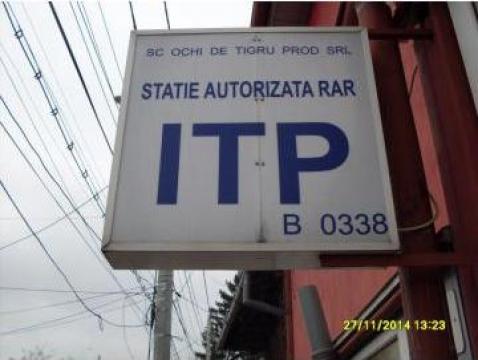 SC OCHI DE TIGRU PROD SRL
STATIE AUTORIZATA RAR
ITP
B 0338
27/11/2014 13:23